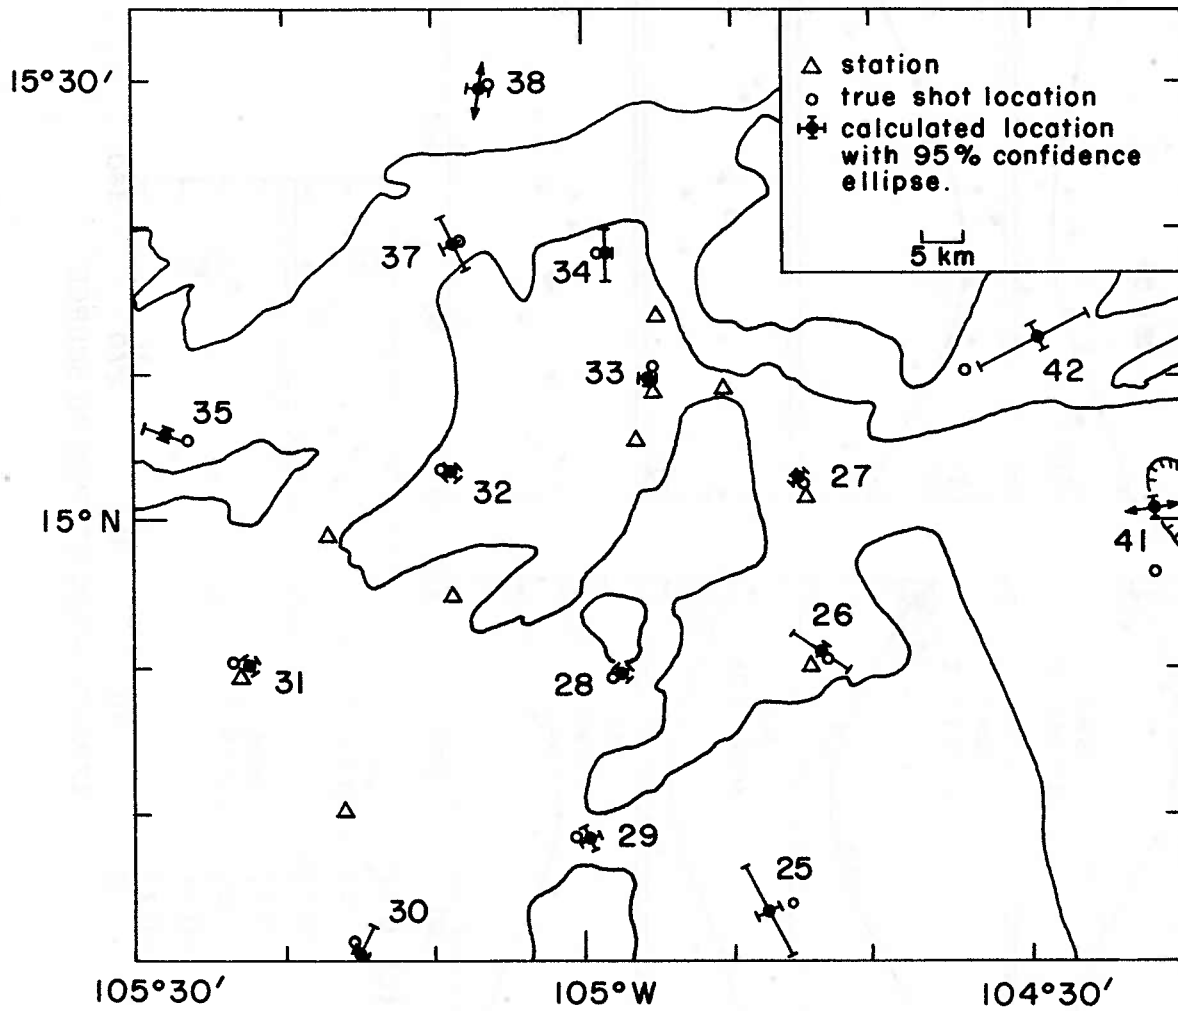 15°30′
38
△ station
○ true shot location
calculated location
with 95% confidence
ellipse.
5 km
37
34
33
42
35
32
27
15°N
41
26
31
28
29
25
30
105°30′
105°W
104°30′